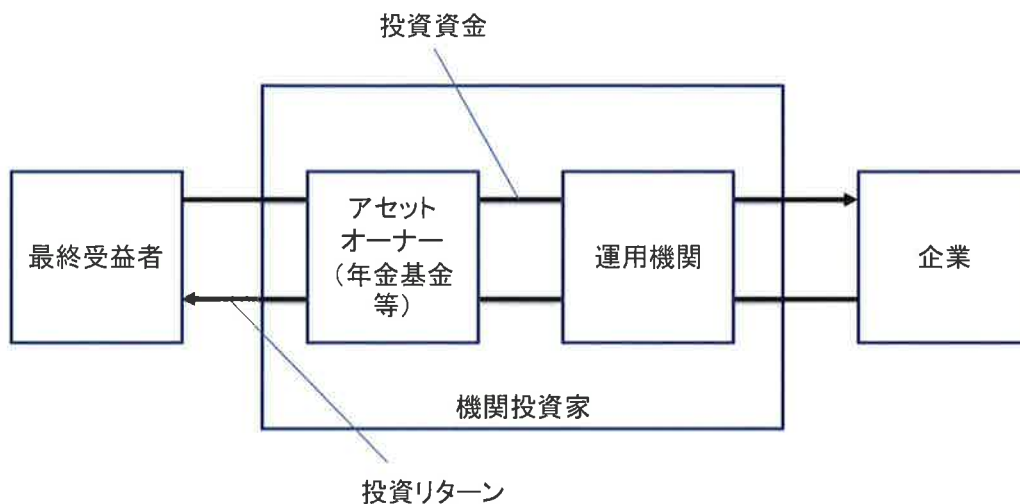 投資資金
最終受益者
アセット
オーナー
（年金基金
等）
運用機関
企業
機関投資家
投資リターン